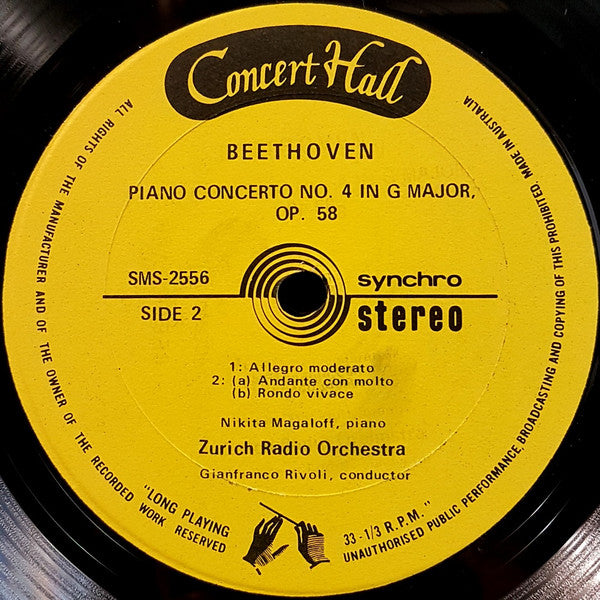 Concert Hall
BEETHOVEN
PIANO CONCERTO NO. 4 IN G MAJOR,
OP. 58
SMS-2556
synchro
SIDE 2
stereo
1: Allegro moderato
2: (a) Andante con molto
(b) Rondo vivace
Nikita Magaloff, piano
Zurich Radio Orchestra
Gianfranco Rivoli, conductor
"LONG PLAYING
33-1/3 R.P.M."
ALL RIGHTS OF THE MANUFACTURER AND OF THE OWNER OF THE RECORDED WORK RESERVED
UNAUTHORISED PUBLIC PERFORMANCE, BROADCASTING AND COPYING OF THIS PROHIBITED. MADE IN AUSTRALIA